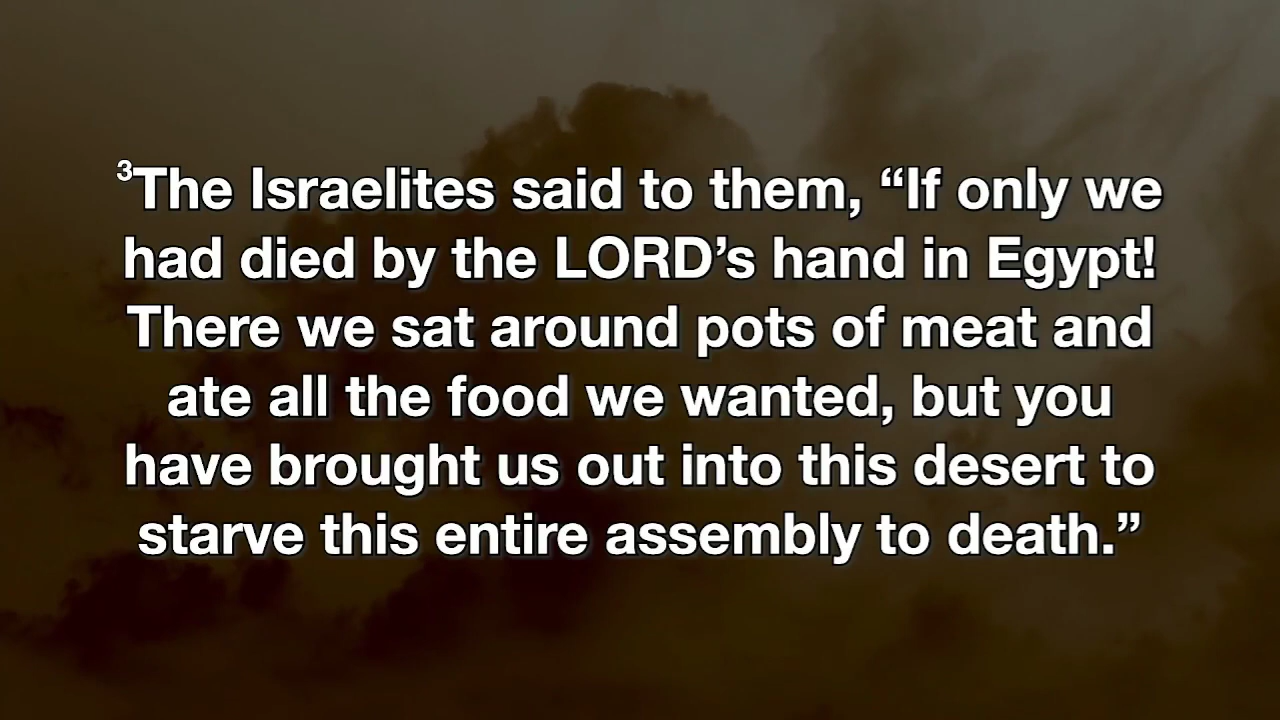 ³The Israelites said to them, “If only we
had died by the LORD’s hand in Egypt!
There we sat around pots of meat and
ate all the food we wanted, but you
have brought us out into this desert to
starve this entire assembly to death.”